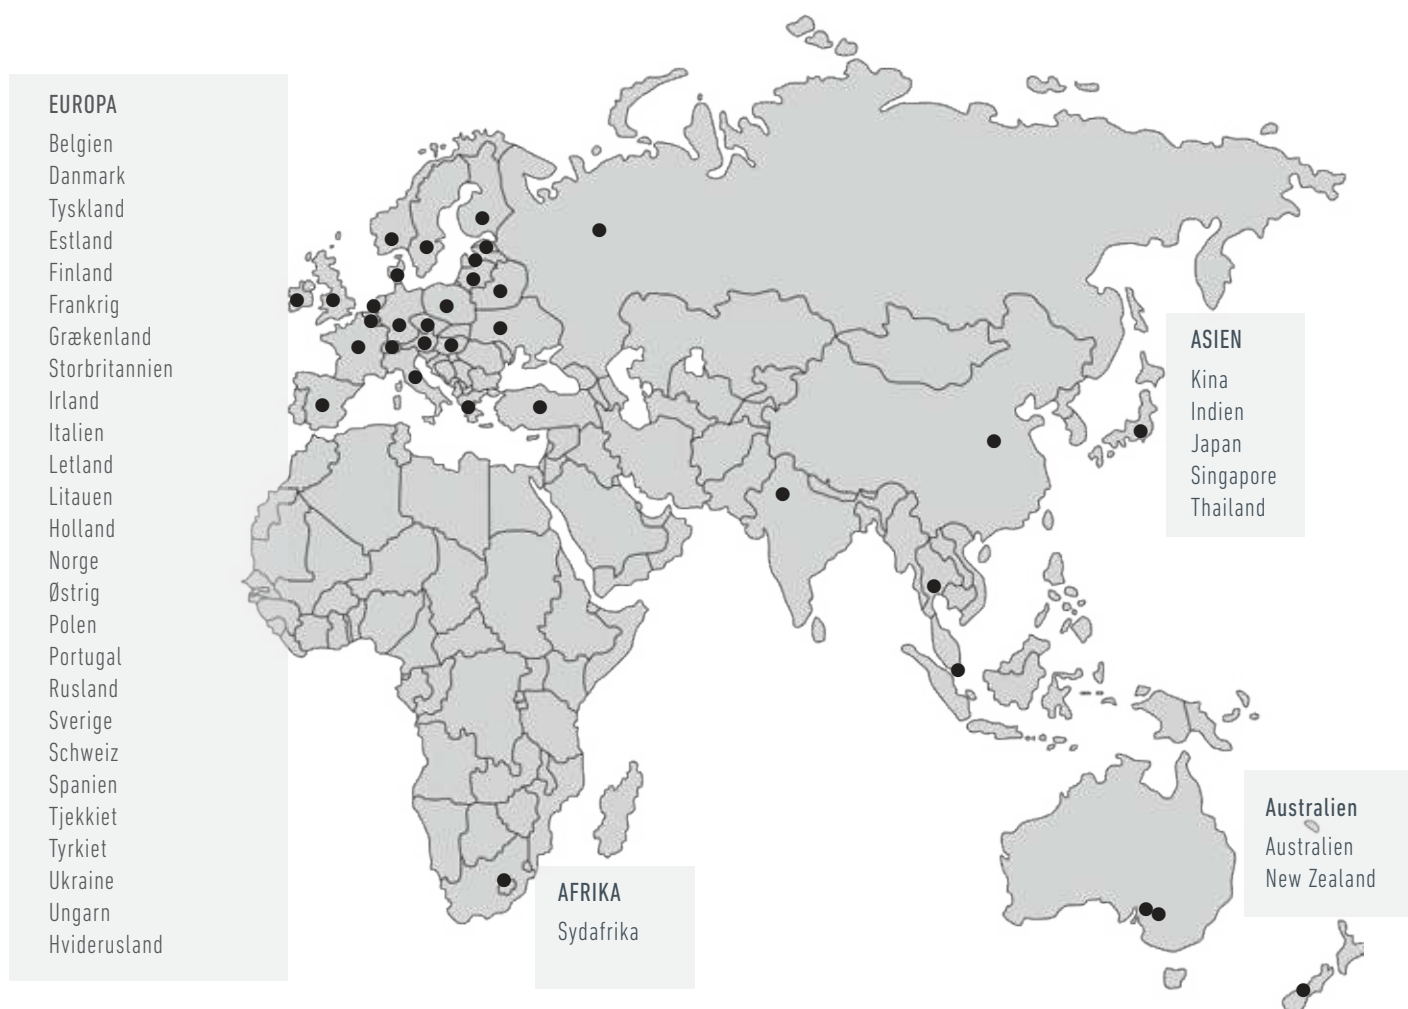 EUROPA
Belgien
Danmark
Tyskland
Estland
Finland
Frankrig
Grækenland
Storbritannien
Irland
Italien
Letland
Litauen
Holland
Norge
Østrig
Polen
Portugal
Rusland
Sverige
Schweiz
Spanien
Tjekkiet
Tyrkiet
Ukraine
Ungarn
Hviderusland
ASIEN
Kina
Indien
Japan
Singapore
Thailand
AFRIKA
Sydafrika
Australien
Australien
New Zealand